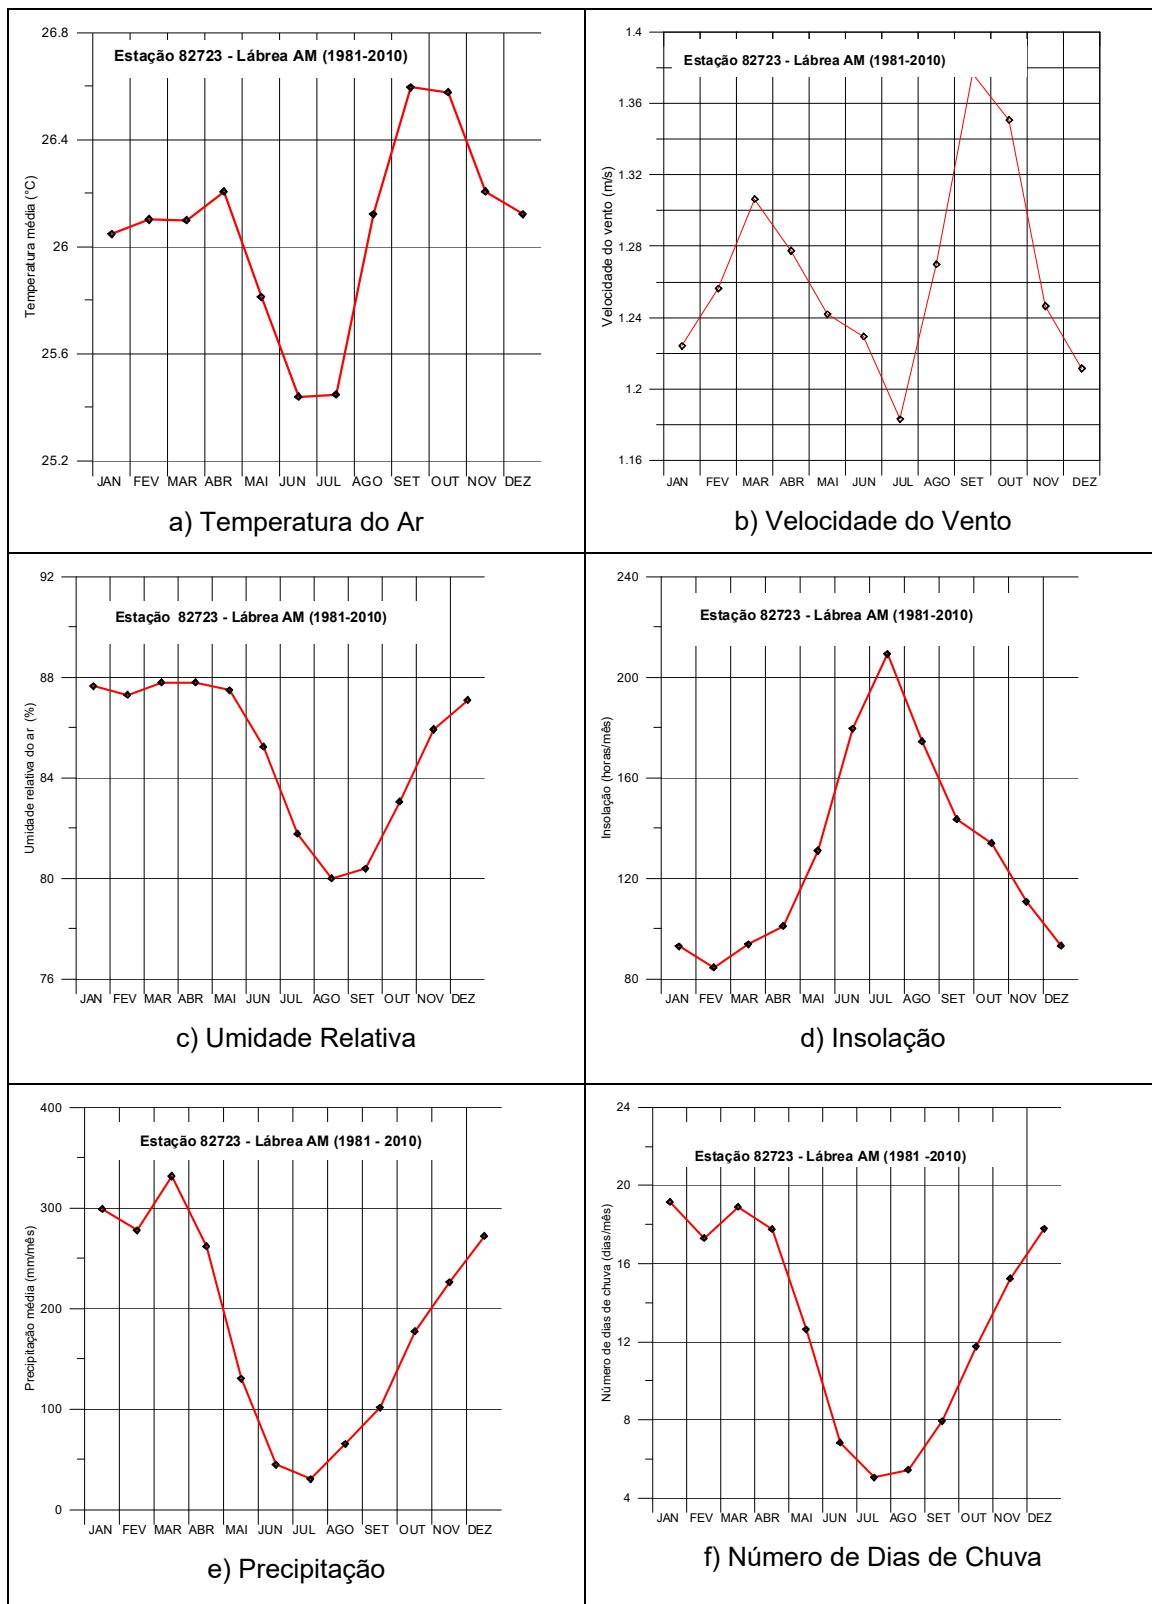 Estação 82723 - Lábrea AM (1981-2010)
Temperatura média (°C)
26.8
26.4
26
25.6
25.2
JAN FEV MAR ABR MAI JUN JUL AGO SET OUT NOV DEZ
a) Temperatura do Ar
Estação 82723 - Lábrea AM (1981-2010)
Velocidade do vento (m/s)
1.4
1.36
1.32
1.28
1.24
1.2
1.16
JAN FEV MAR ABR MAI JUN JUL AGO SET OUT NOV DEZ
b) Velocidade do Vento
Estação 82723 - Lábrea AM (1981-2010)
Umidade relativa do ar (%)
92
88
84
80
76
JAN FEV MAR ABR MAI JUN JUL AGO SET OUT NOV DEZ
c) Umidade Relativa
Estação 82723 - Lábrea AM (1981-2010)
Insolação (horas/mês)
240
200
160
120
80
JAN FEV MAR ABR MAI JUN JUL AGO SET OUT NOV DEZ
d) Insolação
Estação 82723 - Lábrea AM (1981 - 2010)
Precipitação média (mm/mês)
400
300
200
100
0
JAN FEV MAR ABR MAI JUN JUL AGO SET OUT NOV DEZ
e) Precipitação
Estação 82723 - Lábrea AM (1981 -2010)
Número de dias de chuva (dias/mês)
24
20
16
12
8
4
JAN FEV MAR ABR MAI JUN JUL AGO SET OUT NOV DEZ
f) Número de Dias de Chuva